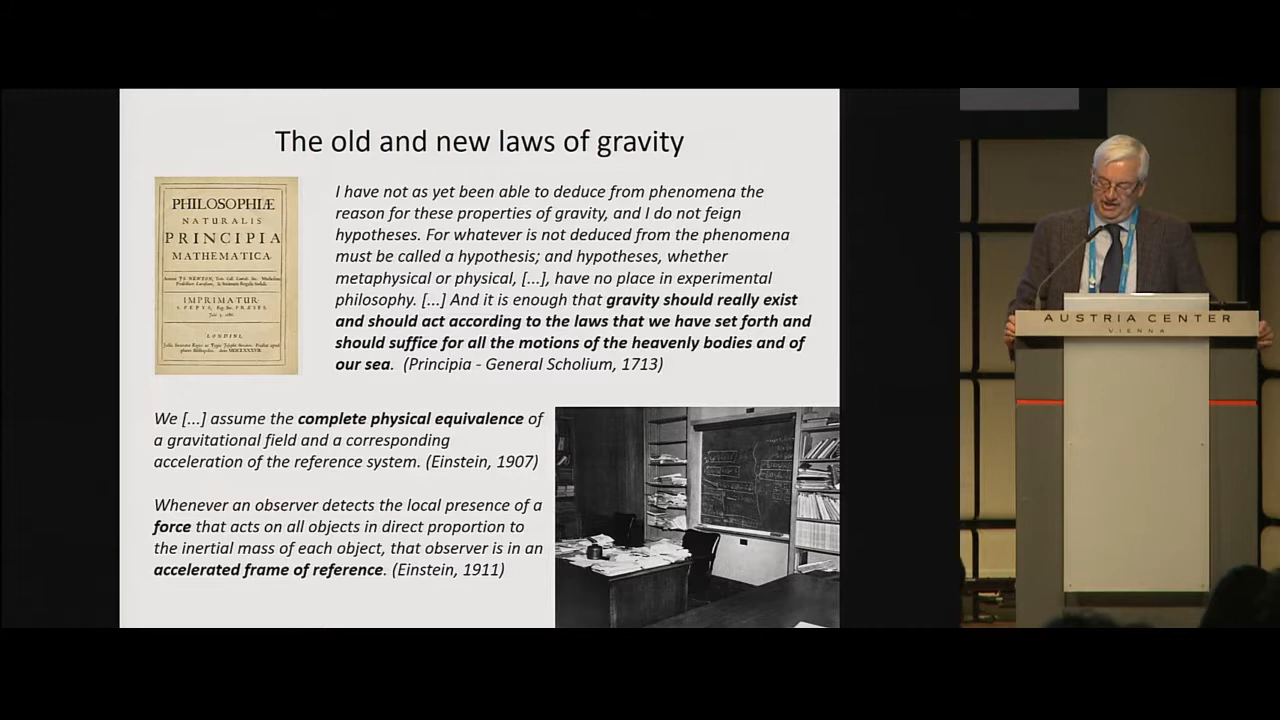 The old and new laws of gravity
PHILOSOPHIÆ
NATURALIS
PRINCIPIA
MATHEMATICA.
IMPRIMATUR.
LONDINI,
I have not as yet been able to deduce from phenomena the
reason for these properties of gravity, and I do not feign
hypotheses. For whatever is not deduced from the phenomena
must be called a hypothesis; and hypotheses, whether
metaphysical or physical, [...], have no place in experimental
philosophy. [...] And it is enough that gravity should really exist
and should act according to the laws that we have set forth and
should suffice for all the motions of the heavenly bodies and of
our sea. (Principia - General Scholium, 1713)
We [...] assume the complete physical equivalence of
a gravitational field and a corresponding
acceleration of the reference system. (Einstein, 1907)
Whenever an observer detects the local presence of a
force that acts on all objects in direct proportion to
the inertial mass of each object, that observer is in an
accelerated frame of reference. (Einstein, 1911)
AUSTRIA CENTER
VIENNA